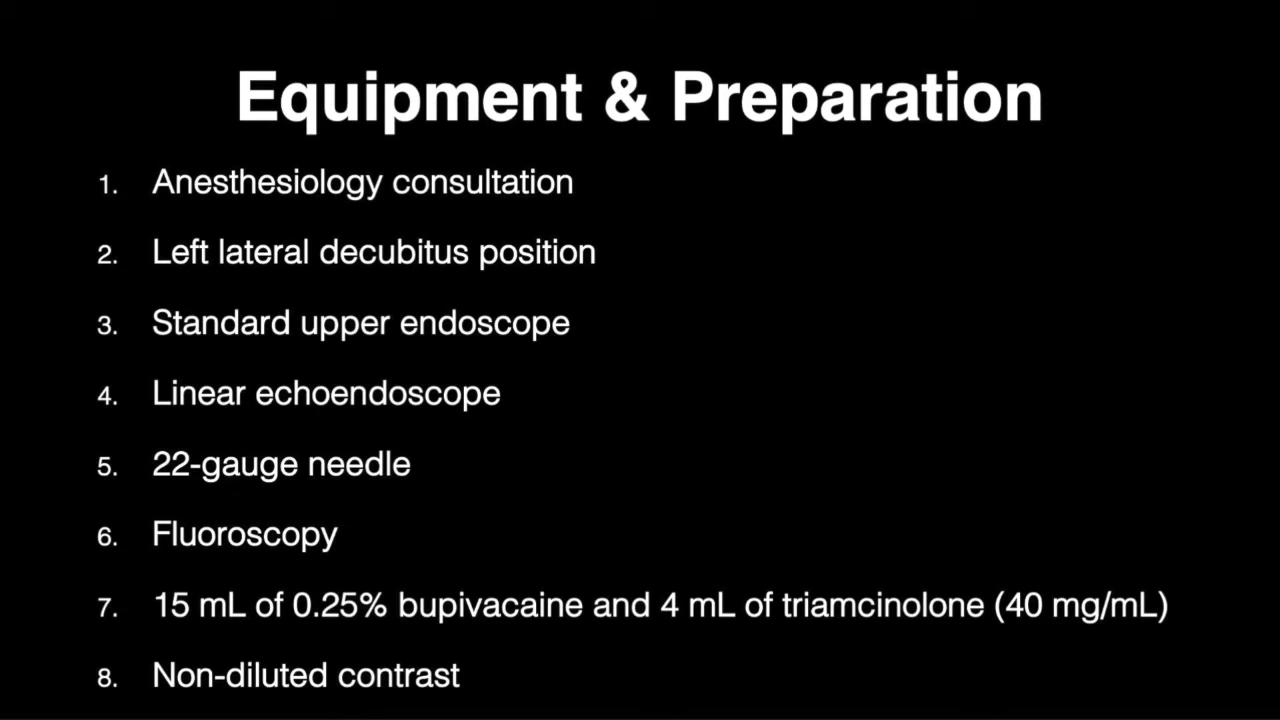 Equipment & Preparation
1. Anesthesiology consultation
2. Left lateral decubitus position
3. Standard upper endoscope
4. Linear echoendoscope
5. 22-gauge needle
6. Fluoroscopy
7. 15 mL of 0.25% bupivacaine and 4 mL of triamcinolone (40 mg/mL)
8. Non-diluted contrast